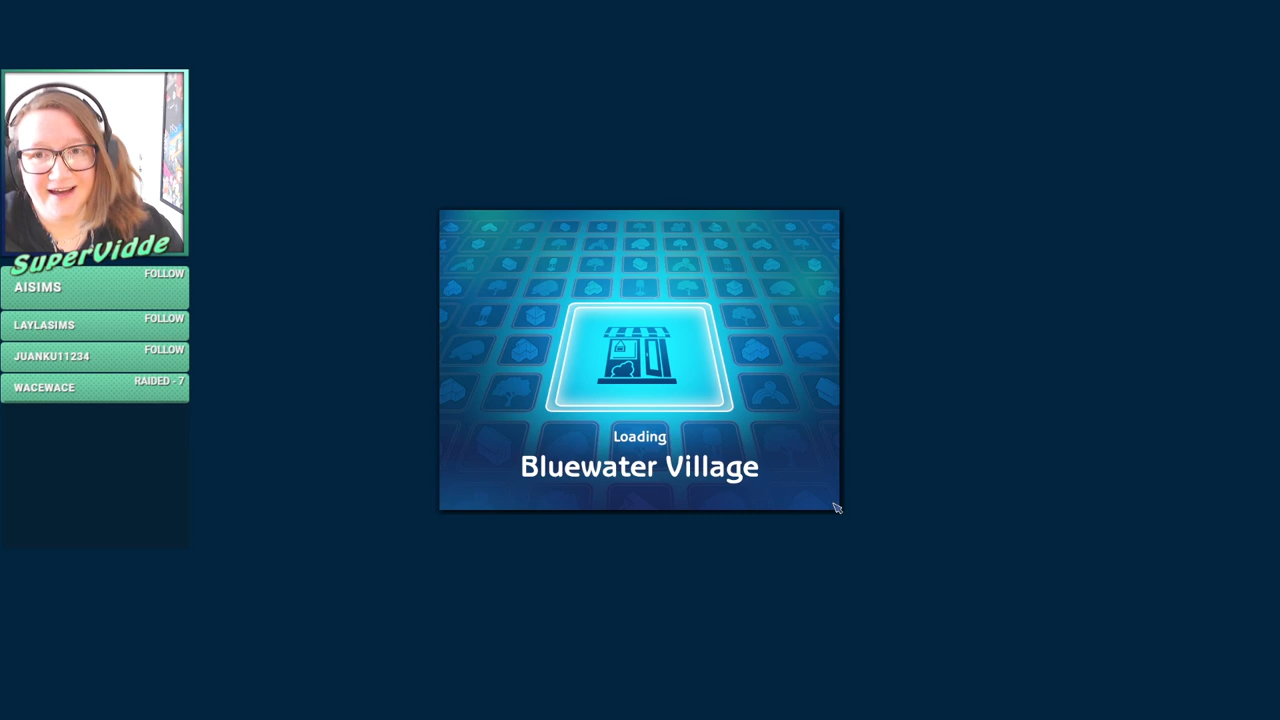 SuperVidde
FOLLOW
AISIMS
FOLLOW
LAYLASIMS
FOLLOW
JUANKU11234
RAIDED - 7
WACEWACE
Loading
Bluewater Village